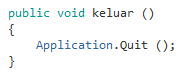 public void keluar ()
{
    Application.Quit ();
}